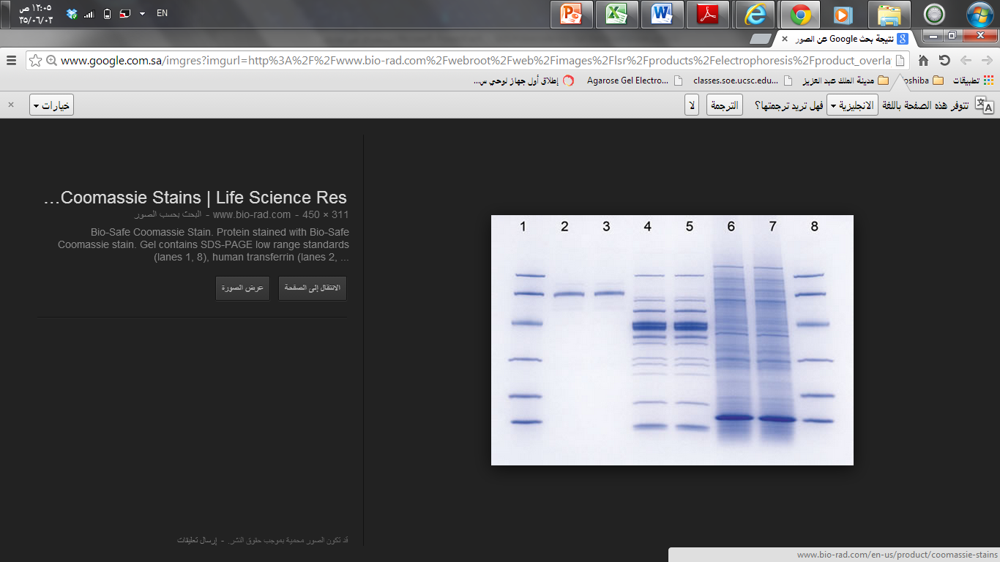 ١٢:٠٥ ص
٣٥/٠٦/٠٣
EN
نتيجة بحث Google عن الصور
www.google.com.sa/imgres?imgurl=http%3A%2F%2Fwww.bio-rad.com%2Fwebroot%2Fweb%2Fimages%2Flsr%2Fproducts%2Felectrophoresis%2Fproduct_overla
تطبيقات
oshiba
مدينة الملك عبد العزيز
classes.soe.ucsc.edu...
Agarose Gel Electro...
إطلاق أول جهاز لوحي س...
تتوفر هذه الصفحة باللغة الانجليزية فهل تريد ترجمتها؟ الترجمة لا خيارات
Coomassie Stains | Life Science Res...
450 × 311 - www.bio-rad.com - البحث بحسب الصور
Bio-Safe Coomassie Stain. Protein stained with Bio-Safe
Coomassie stain. Gel contains SDS-PAGE low range standards
(lanes 1, 8), human transferrin (lanes 2, ...
الانتقال إلى الصفحة عرض الصورة
1 2 3 4 5 6 7 8
قد تكون الصور محمية بموجب حقوق النشر. - إرسال تعليقات
www.bio-rad.com/en-us/product/coomassie-stains